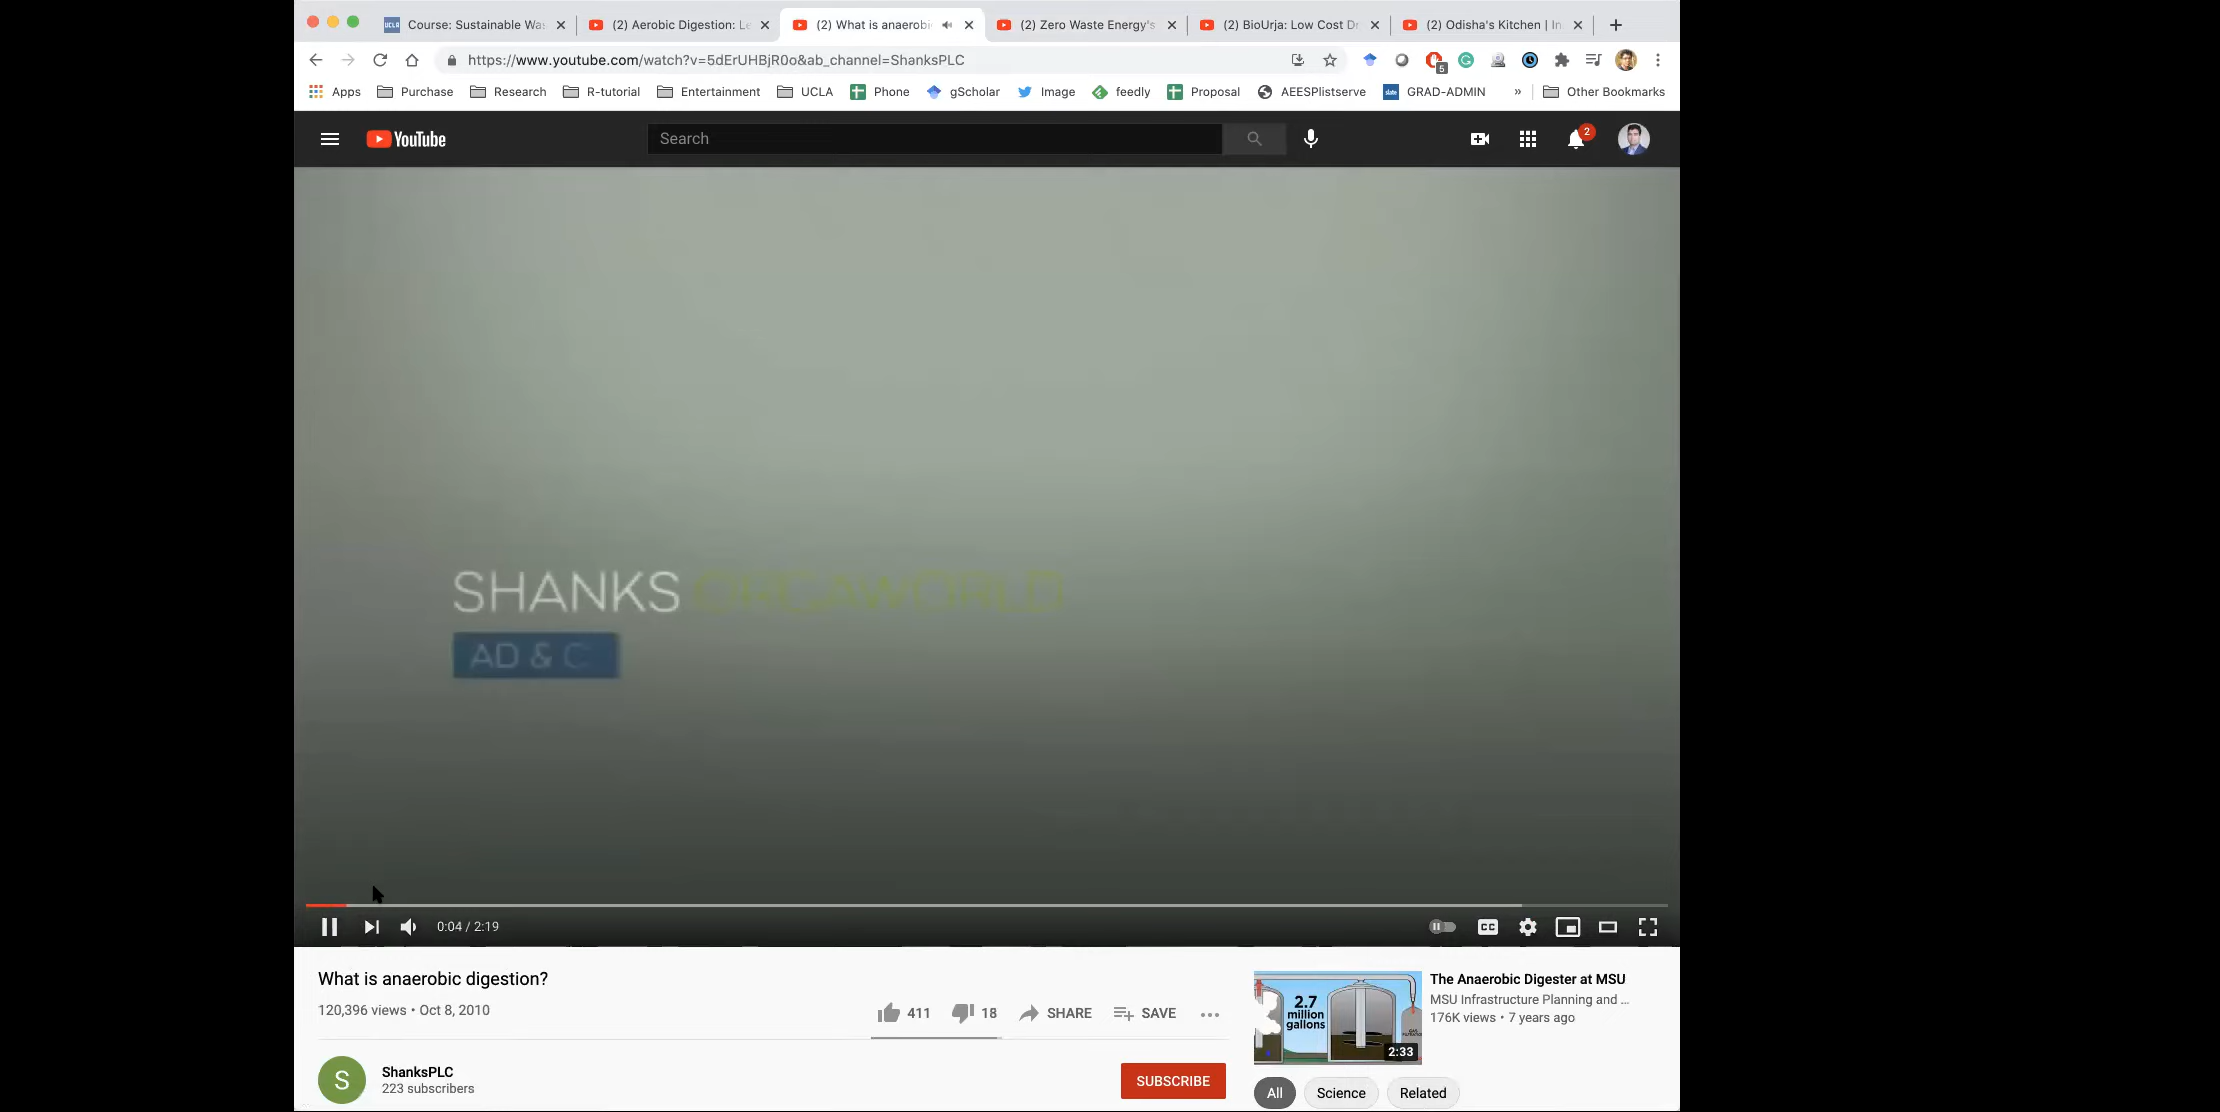 Course: Sustainable Was
(2) Aerobic Digestion: Le
(2) What is anaerobi
(2) Zero Waste Energy's
(2) BioUrja: Low Cost D
(2) Odisha's Kitchen | In
https://www.youtube.com/watch?v=5dErUHBjR0o&ab_channel=ShanksPLC
5
Apps Purchase Research R-tutorial Entertainment UCLA Phone gScholar Image feedly Proposal AEESPlistserve GRAD-ADMIN » Other Bookmarks
YouTube
Search
2
SHANKS ORGAWORLD
AD & C
0:04 / 2:19
CC
What is anaerobic digestion?
120,396 views • Oct 8, 2010
411 18 SHARE SAVE
S
ShanksPLC
223 subscribers
SUBSCRIBE
2.7
million
gallons
2:33
The Anaerobic Digester at MSU
MSU Infrastructure Planning and ...
176K views • 7 years ago
All Science Related